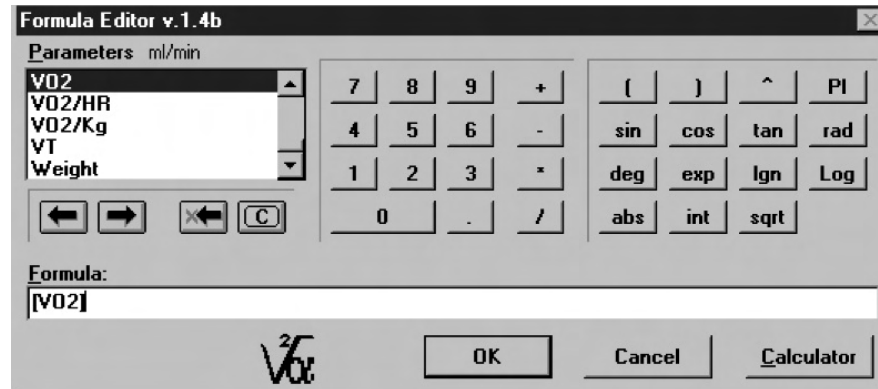 Formula Editor v.1.4b
Parameters ml/min
VO2
VO2/HR
VO2/Kg
VT
Weight
C
7 8 9 +
4 5 6 -
1 2 3 *
0 . /
( ) ^ PI
sin cos tan rad
deg exp lgn Log
abs int sqrt
Formula:
[VO2]
OK Cancel Calculator